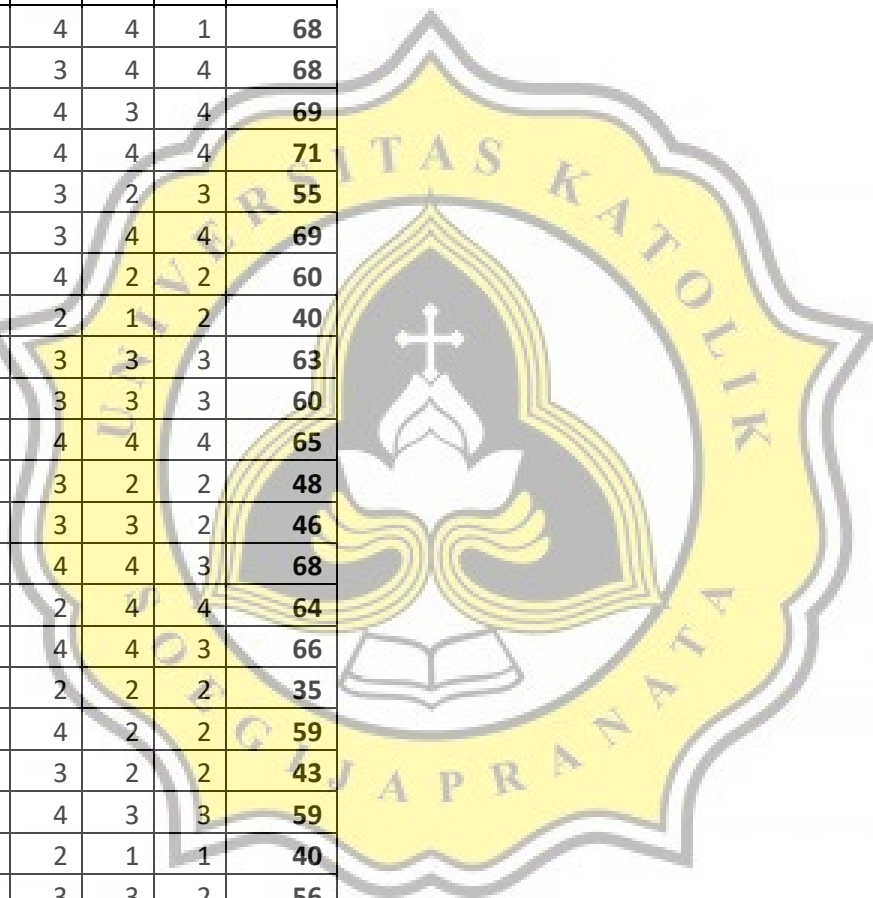 4 4 1 68
3 4 4 68
4 3 4 69
4 4 4 71
3 2 3 55
3 4 4 69
4 2 2 60
2 1 2 40
3 3 3 63
3 3 3 60
4 4 4 65
3 2 2 48
3 3 2 46
4 4 3 68
2 4 4 64
4 4 3 66
2 2 2 35
4 2 2 59
3 2 2 43
4 3 3 59
2 1 1 40
3 3 2 56
UNIVERSITAS KATOLIK
SOEGIJAPRANATA